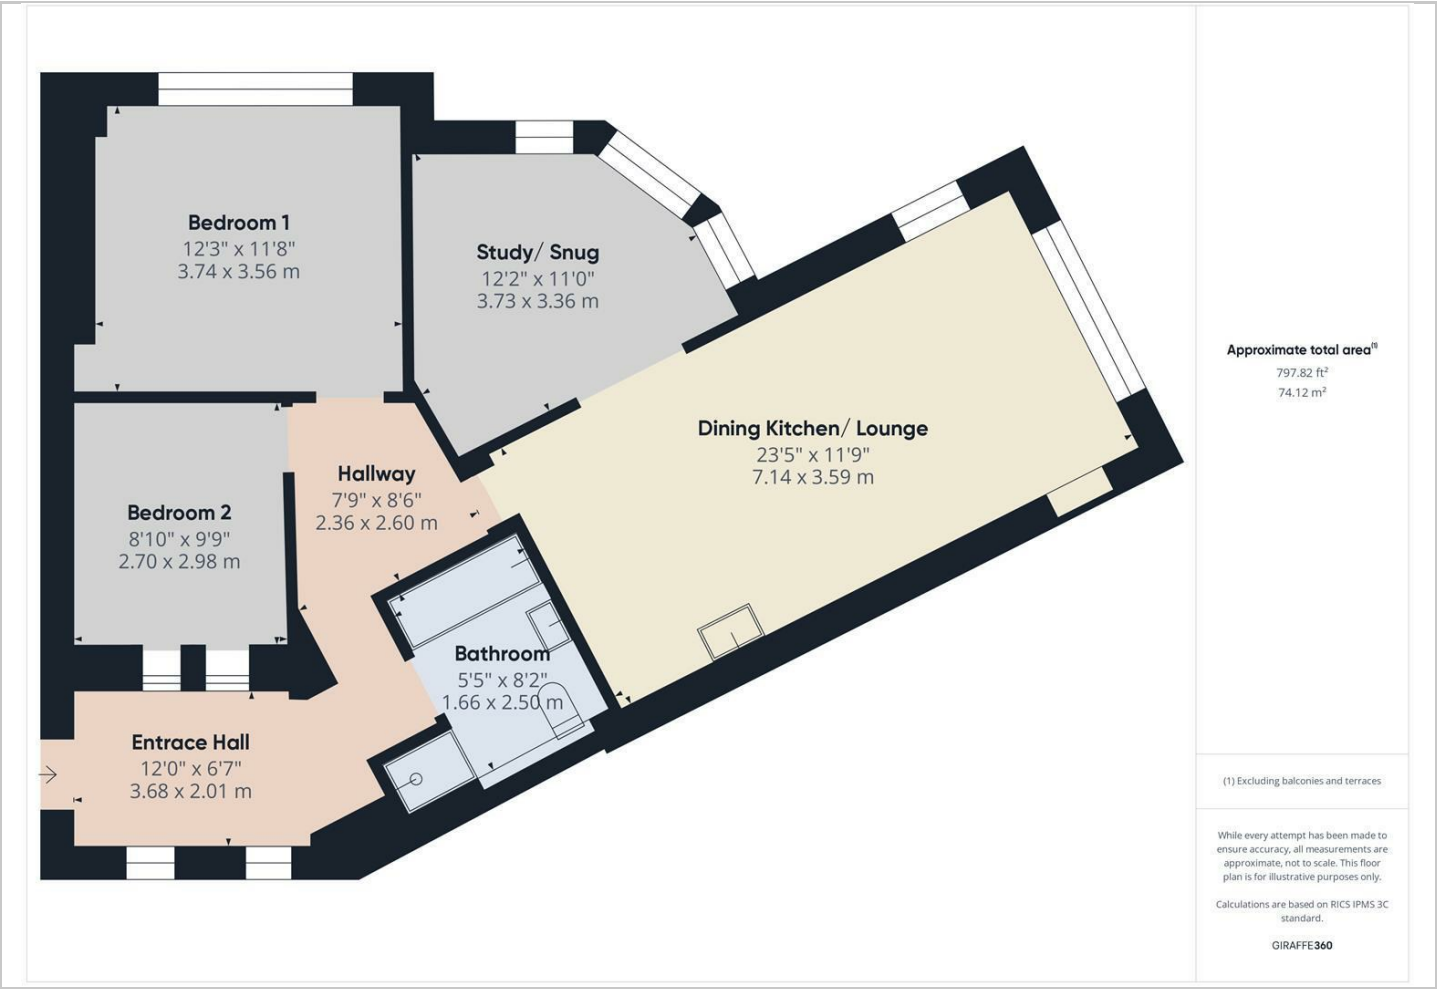 Bedroom 1
12'3" x 11'8"
3.74 x 3.56 m
Study/ Snug
12'2" x 11'0"
3.73 x 3.36 m
Dining Kitchen/ Lounge
23'5" x 11'9"
7.14 x 3.59 m
Hallway
7'9" x 8'6"
2.36 x 2.60 m
Bedroom 2
8'10" x 9'9"
2.70 x 2.98 m
Bathroom
5'5" x 8'2"
1.66 x 2.50 m
Entrace Hall
12'0" x 6'7"
3.68 x 2.01 m
Approximate total area(1)
797.82 ft²
74.12 m²
(1) Excluding balconies and terraces
While every attempt has been made to
ensure accuracy, all measurements are
approximate, not to scale. This floor
plan is for illustrative purposes only.
Calculations are based on RICS IPMS 3C
standard.
GIRAFFE360